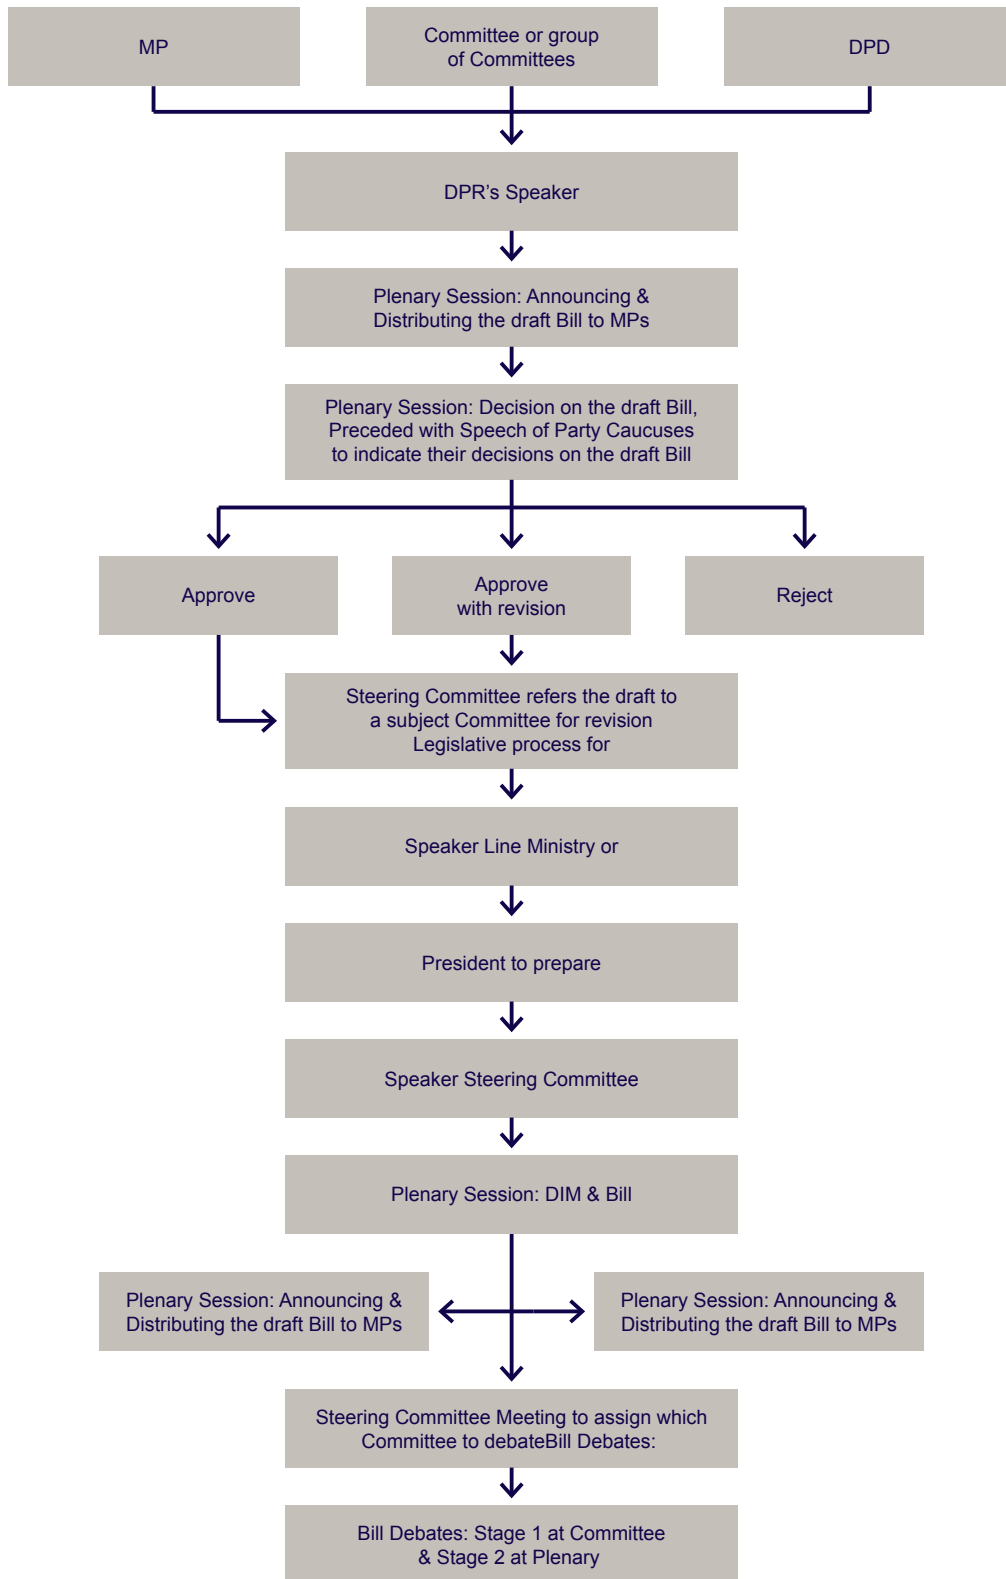 MP
Committee or group
of Committees
DPD
DPR's Speaker
Plenary Session: Announcing &
Distributing the draft Bill to MPs
Plenary Session: Decision on the draft Bill,
Preceded with Speech of Party Caucuses
to indicate their decisions on the draft Bill
Approve
Approve
with revision
Reject
Steering Committee refers the draft to
a subject Committee for revision
Legislative process for
Speaker Line Ministry or
President to prepare
Speaker Steering Committee
Plenary Session: DIM & Bill
Plenary Session: Announcing &
Distributing the draft Bill to MPs
Plenary Session: Announcing &
Distributing the draft Bill to MPs
Steering Committee Meeting to assign which
Committee to debateBill Debates:
Bill Debates: Stage 1 at Committee
& Stage 2 at Plenary